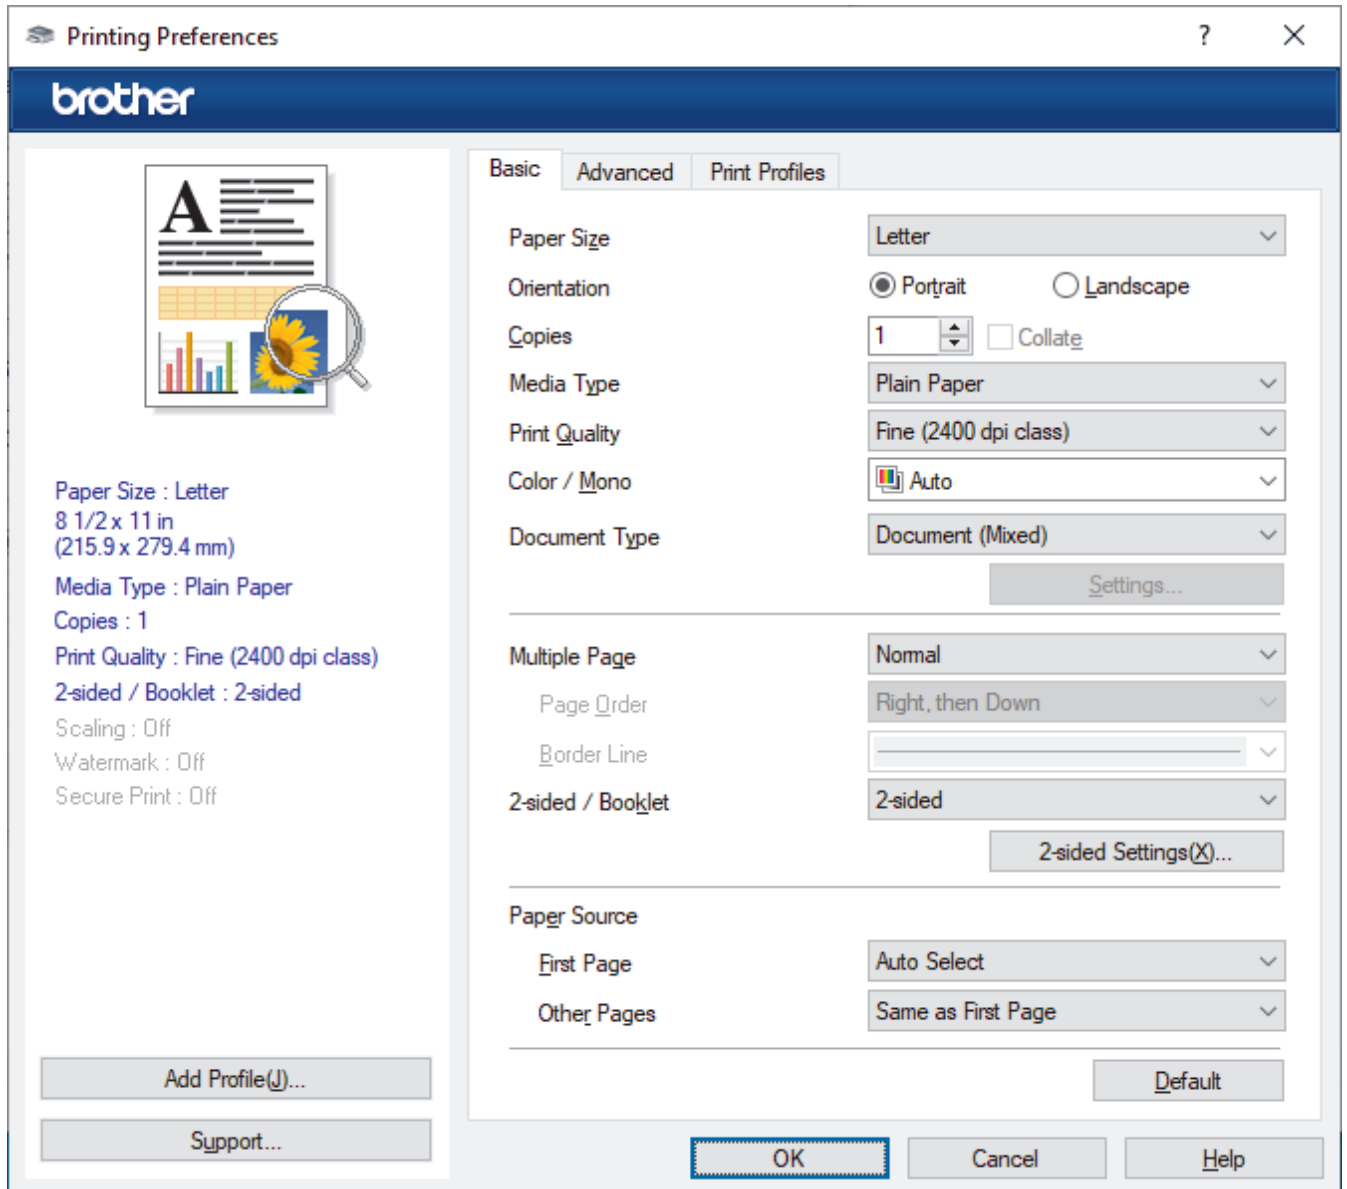 Printing Preferences
?
brother
A
Paper Size : Letter
8 1/2 x 11 in
(215.9 x 279.4 mm)
Media Type : Plain Paper
Copies : 1
Print Quality : Fine (2400 dpi class)
2-sided / Booklet : 2-sided
Scaling : Off
Watermark : Off
Secure Print : Off
Add Profile(J)...
Support...
Basic Advanced Print Profiles
Paper Size Letter
Orientation Portrait Landscape
Copies 1 Collate
Media Type Plain Paper
Print Quality Fine (2400 dpi class)
Color / Mono Auto
Document Type Document (Mixed)
Settings...
Multiple Page Normal
Page Order Right, then Down
Border Line
2-sided / Booklet 2-sided
2-sided Settings(X)...
Paper Source
First Page Auto Select
Other Pages Same as First Page
Default
OK Cancel Help